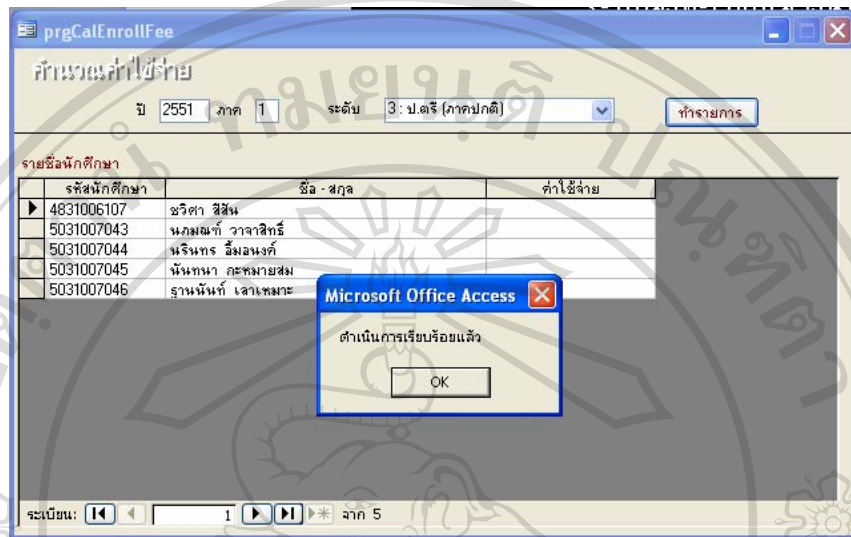 prgCalEnrollFee
คำนวณค่าใช้จ่าย
ปี 2551 ภาค 1 ระดับ 3 : ป.ตรี (ภาคปกติ) ทำรายการ
รายชื่อนักศึกษา
รหัสนักศึกษา ชื่อ - สกุล ค่าใช้จ่าย
4831006107 ชวิศา สีสัน
5031007043 นภมณฑ์ วาจาสิทธิ์
5031007044 นรินทร อิ้มอนงค์
5031007045 นันทนา กะหมายสม
5031007046 ฐานนันท์ เลาเหมาะ
Microsoft Office Access
ดำเนินการเรียบร้อยแล้ว
OK
ระเบียน: 1 จาก 5